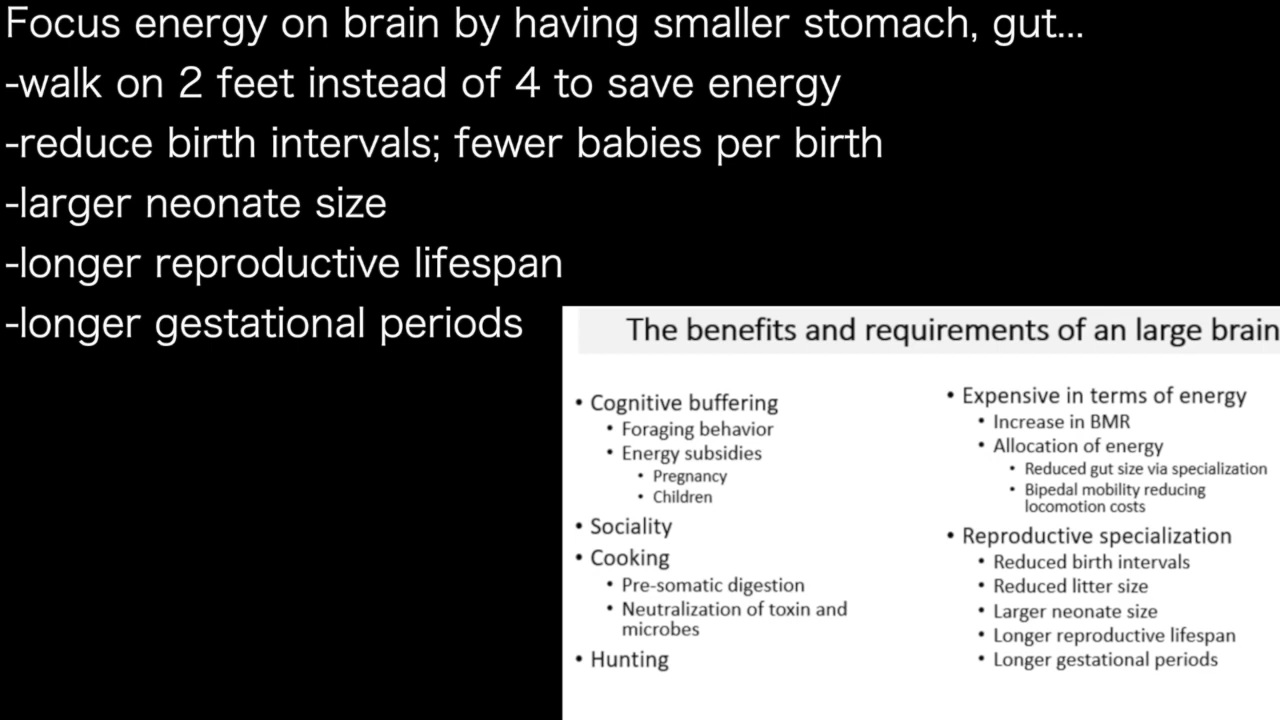 Focus energy on brain by having smaller stomach, gut...
-walk on 2 feet instead of 4 to save energy
-reduce birth intervals; fewer babies per birth
-larger neonate size
-longer reproductive lifespan
-longer gestational periods
The benefits and requirements of an large brain
• Cognitive buffering
• Foraging behavior
• Energy subsidies
• Pregnancy
• Children
• Sociality
• Cooking
• Pre-somatic digestion
• Neutralization of toxin and
microbes
• Hunting
• Expensive in terms of energy
• Increase in BMR
• Allocation of energy
• Reduced gut size via specialization
• Bipedal mobility reducing
locomotion costs
• Reproductive specialization
• Reduced birth intervals
• Reduced litter size
• Larger neonate size
• Longer reproductive lifespan
• Longer gestational periods